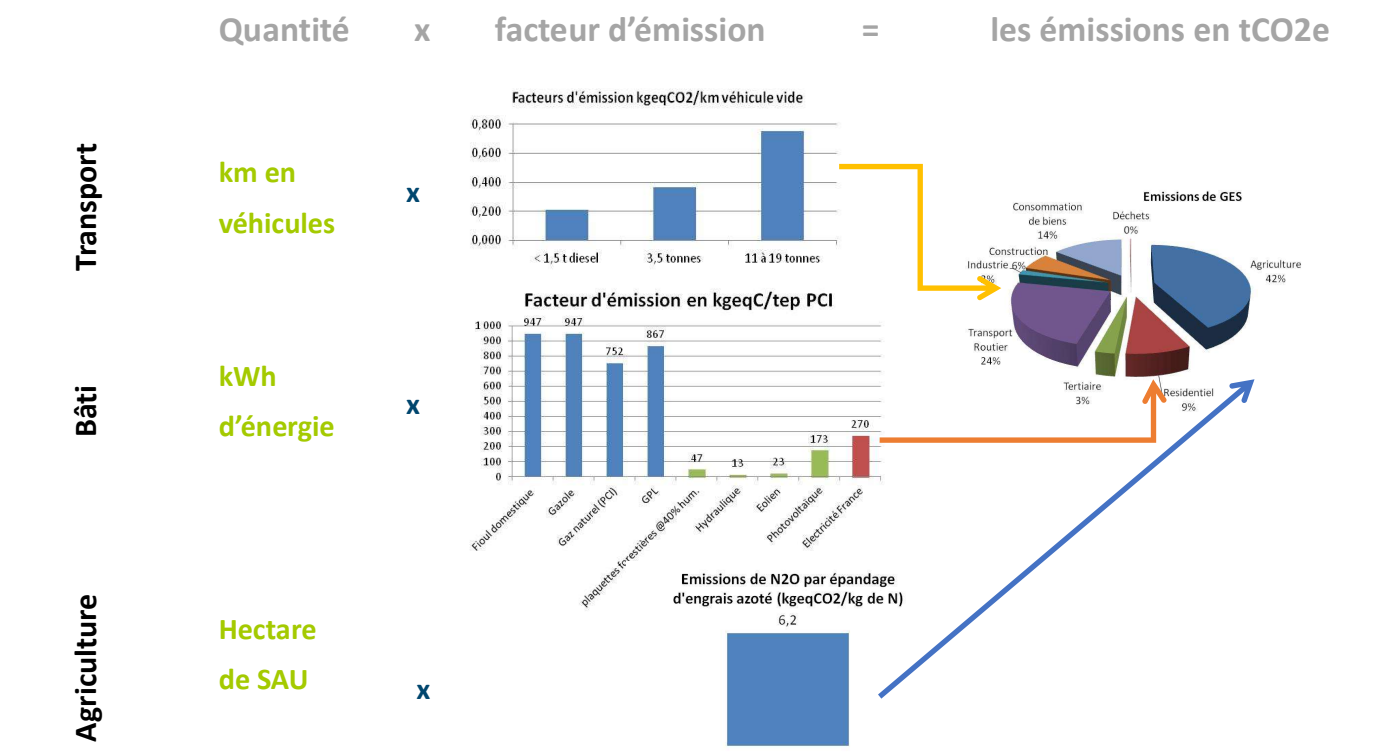 Quantité x facteur d'émission = les émissions en tCO2e
Transport
km en
véhicules
x
Facteurs d'émission kgeqCO2/km véhicule vide
0,800
0,600
0,400
0,200
0,000
< 1,5 t diesel
3,5 tonnes
11 à 19 tonnes
Bâti
kWh
d'énergie
x
Facteur d'émission en kgeqC/tep PCI
1 000
900
800
700
600
500
400
300
200
100
0
947
947
752
867
47
13
23
173
270
Fioul domestique
Gazole
Gaz naturel (PCI)
GPL
plaquettes forestières @40% hum.
Hydraulique
Eolien
Photovoltaïque
Electricité France
Agriculture
Hectare
de SAU
x
Emissions de N2O par épandage
d'engrais azoté (kgeqCO2/kg de N)
6,2
Emissions de GES
Déchets
0%
Consommation
de biens
14%
Construction
6%
Industrie
Agriculture
42%
Transport
Routier
24%
Tertiaire
3%
Residentiel
9%